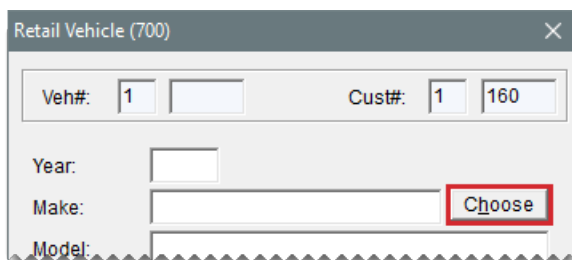 Retail Vehicle (700)
Veh#: 1 Cust#: 1 160
Year:
Make: Choose
Model: